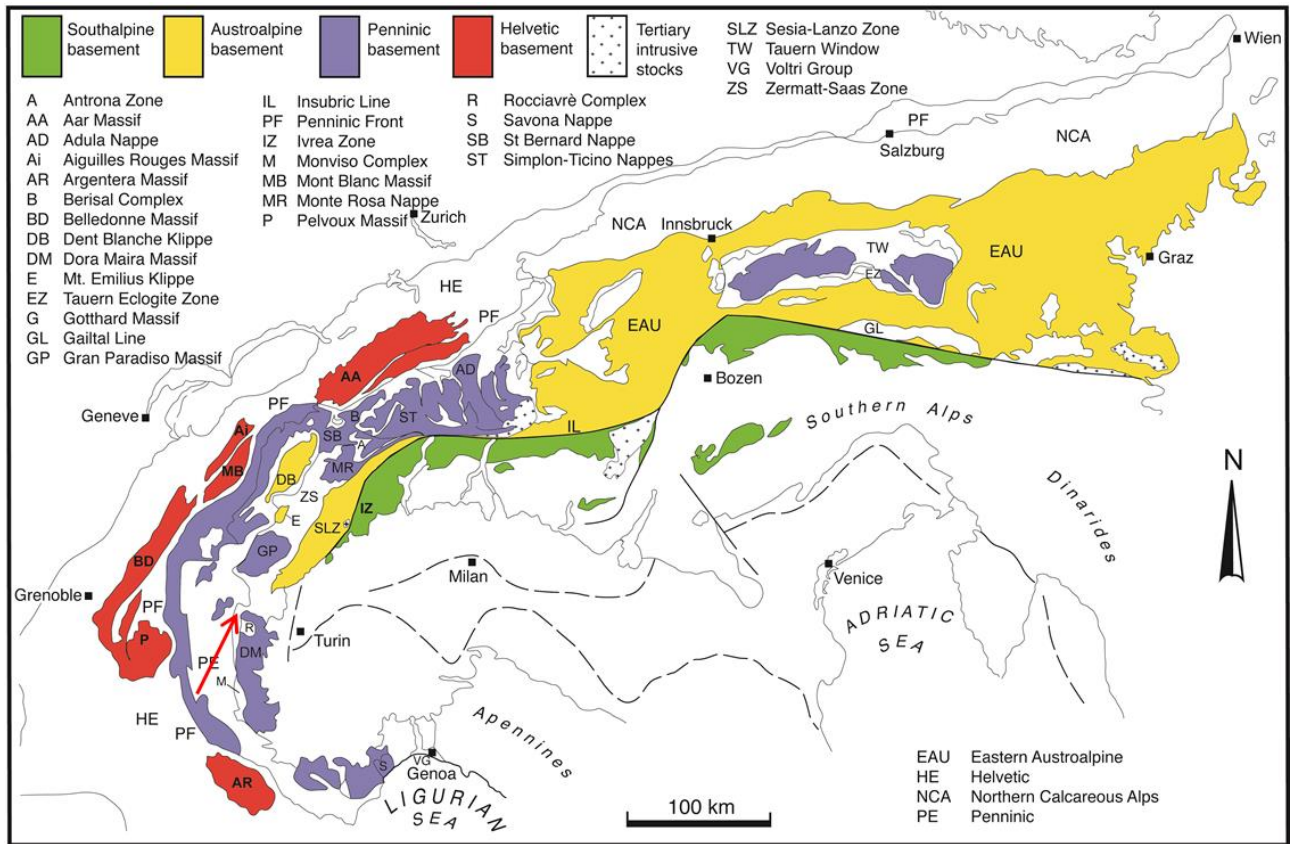 Southalpine basement
Austroalpine basement
Penninic basement
Helvetic basement
Tertiary intrusive stocks
SLZ Sesia-Lanzo Zone
TW Tauern Window
VG Voltri Group
ZS Zermatt-Saas Zone
A Antrona Zone
AA Aar Massif
AD Adula Nappe
Ai Aiguilles Rouges Massif
AR Argentera Massif
B Berisal Complex
BD Belledonne Massif
DB Dent Blanche Klippe
DM Dora Maira Massif
E Mt. Emilius Klippe
EZ Tauern Eclogite Zone
G Gotthard Massif
GL Gailtal Line
GP Gran Paradiso Massif
IL Insubric Line
PF Penninic Front
IZ Ivrea Zone
M Monviso Complex
MB Mont Blanc Massif
MR Monte Rosa Nappe
P Pelvoux Massif
R Rocciavrè Complex
S Savona Nappe
SB St Bernard Nappe
ST Simplon-Ticino Nappes
Wien
PF
NCA
Salzburg
Zurich
NCA
Innsbruck
TW
EZ
EAU
Graz
HE
PF
EAU
GL
AA
AD
Bozen
Geneve
PF
B
ST
SB
A
IL
Southern Alps
Ai
MB
MR
DB
ZS
N
Dinarides
E
SLZ
IZ
GP
BD
Milan
Venice
Grenoble
PF
ADRIATIC
SEA
P
R
Turin
PE
DM
M
HE
PF
Apennines
AR
S
VG
Genoa
LIGURIAN
SEA
100 km
EAU Eastern Austroalpine
HE Helvetic
NCA Northern Calcareous Alps
PE Penninic